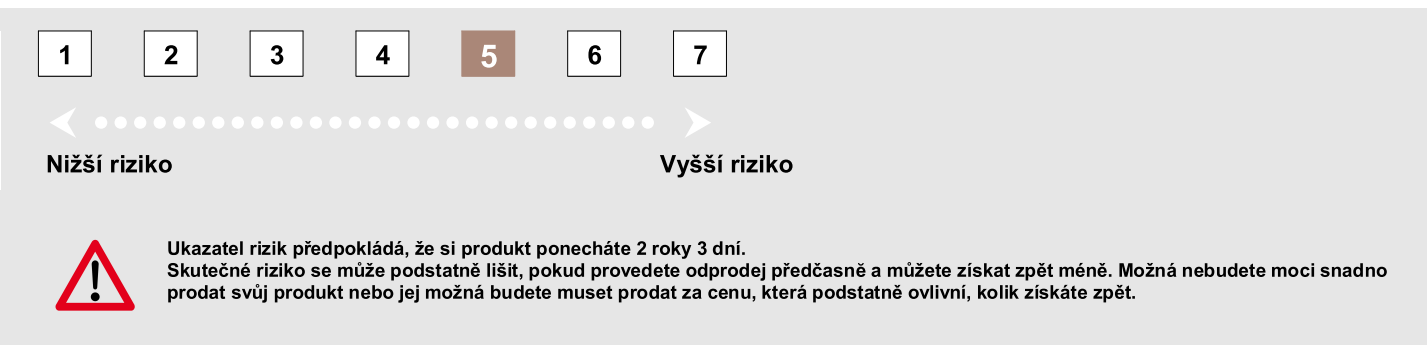 1 2 3 4 5 6 7
Nižší riziko Vyšší riziko
Ukazatel rizik předpokládá, že si produkt ponecháte 2 roky 3 dní.
Skutečné riziko se může podstatně lišit, pokud provedete odprodej předčasně a můžete získat zpět méně. Možná nebudete moci snadno
prodat svůj produkt nebo jej možná budete muset prodat za cenu, která podstatně ovlivní, kolik získáte zpět.